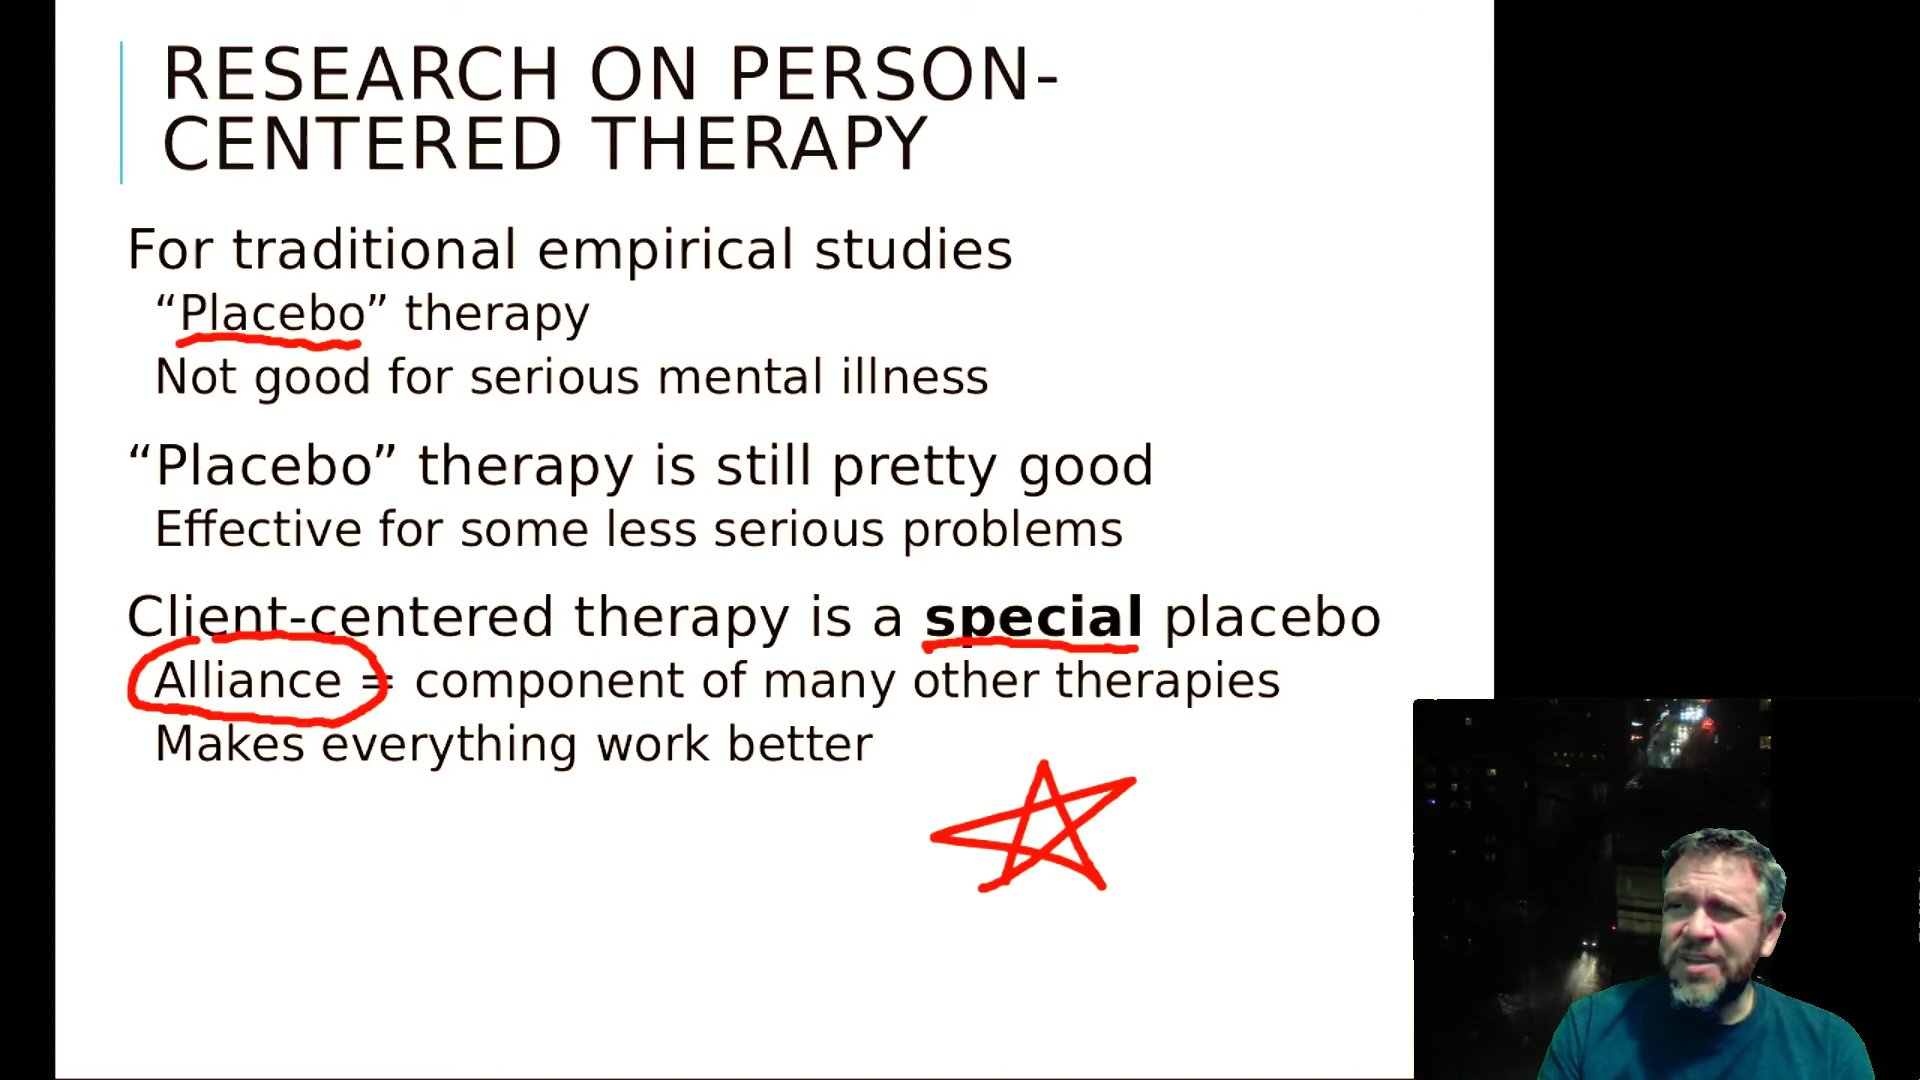 RESEARCH ON PERSON-
CENTERED THERAPY
For traditional empirical studies
“Placebo” therapy
Not good for serious mental illness
“Placebo” therapy is still pretty good
Effective for some less serious problems
Client-centered therapy is a special placebo
Alliance = component of many other therapies
Makes everything work better